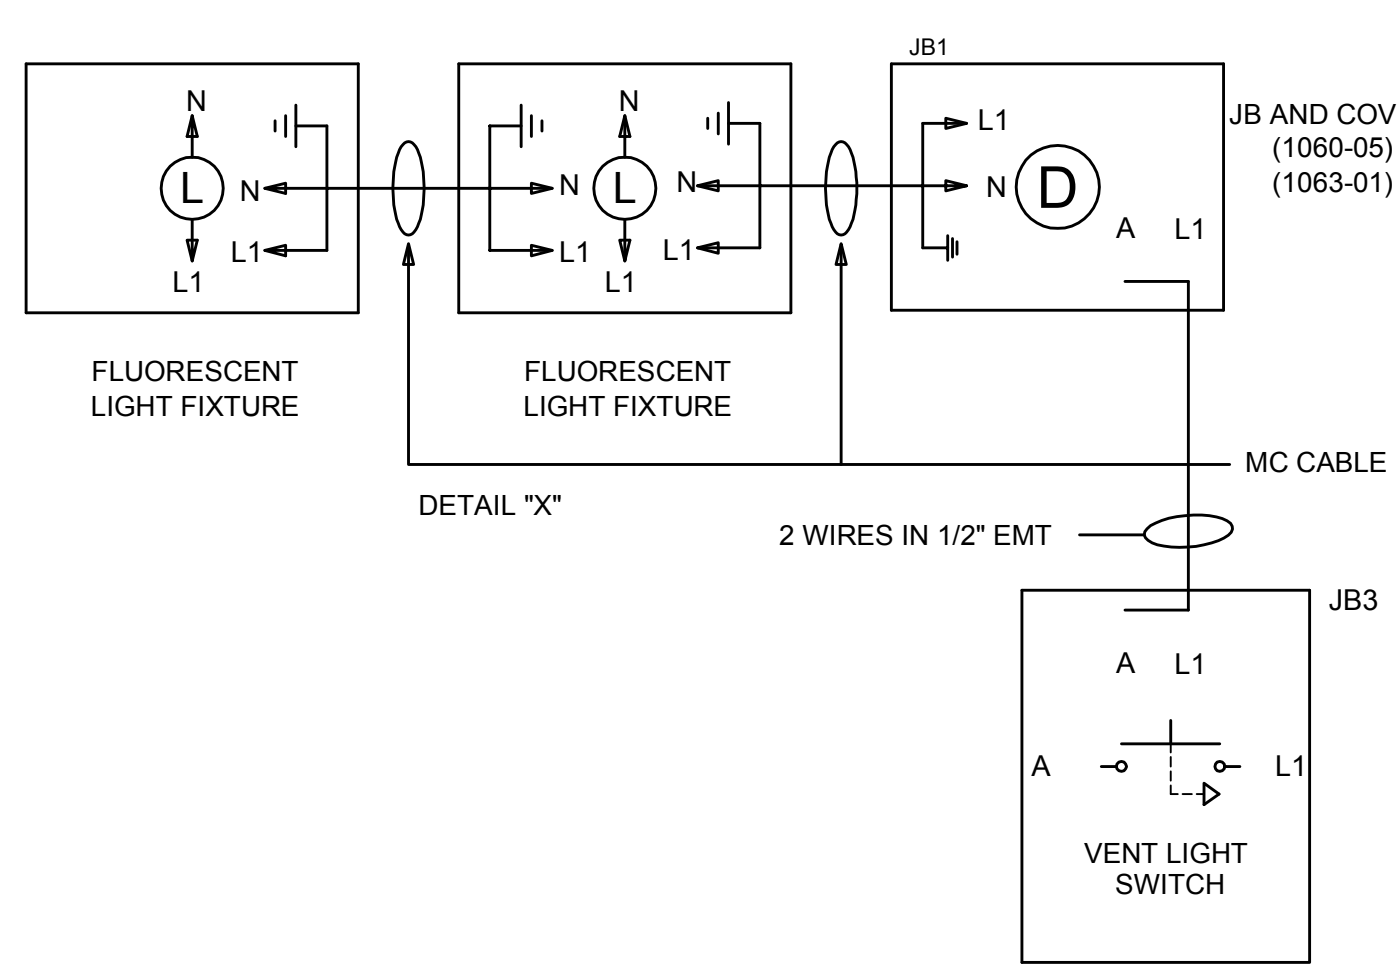 JB1
N
L
N
L1
L1
N
L1
N
L
N
L1
L1
L1
N
D
A L1
JB AND COV
(1060-05)
(1063-01)
FLUORESCENT
LIGHT FIXTURE
FLUORESCENT
LIGHT FIXTURE
MC CABLE
DETAIL "X"
2 WIRES IN 1/2" EMT
JB3
A L1
A L1
VENT LIGHT
SWITCH